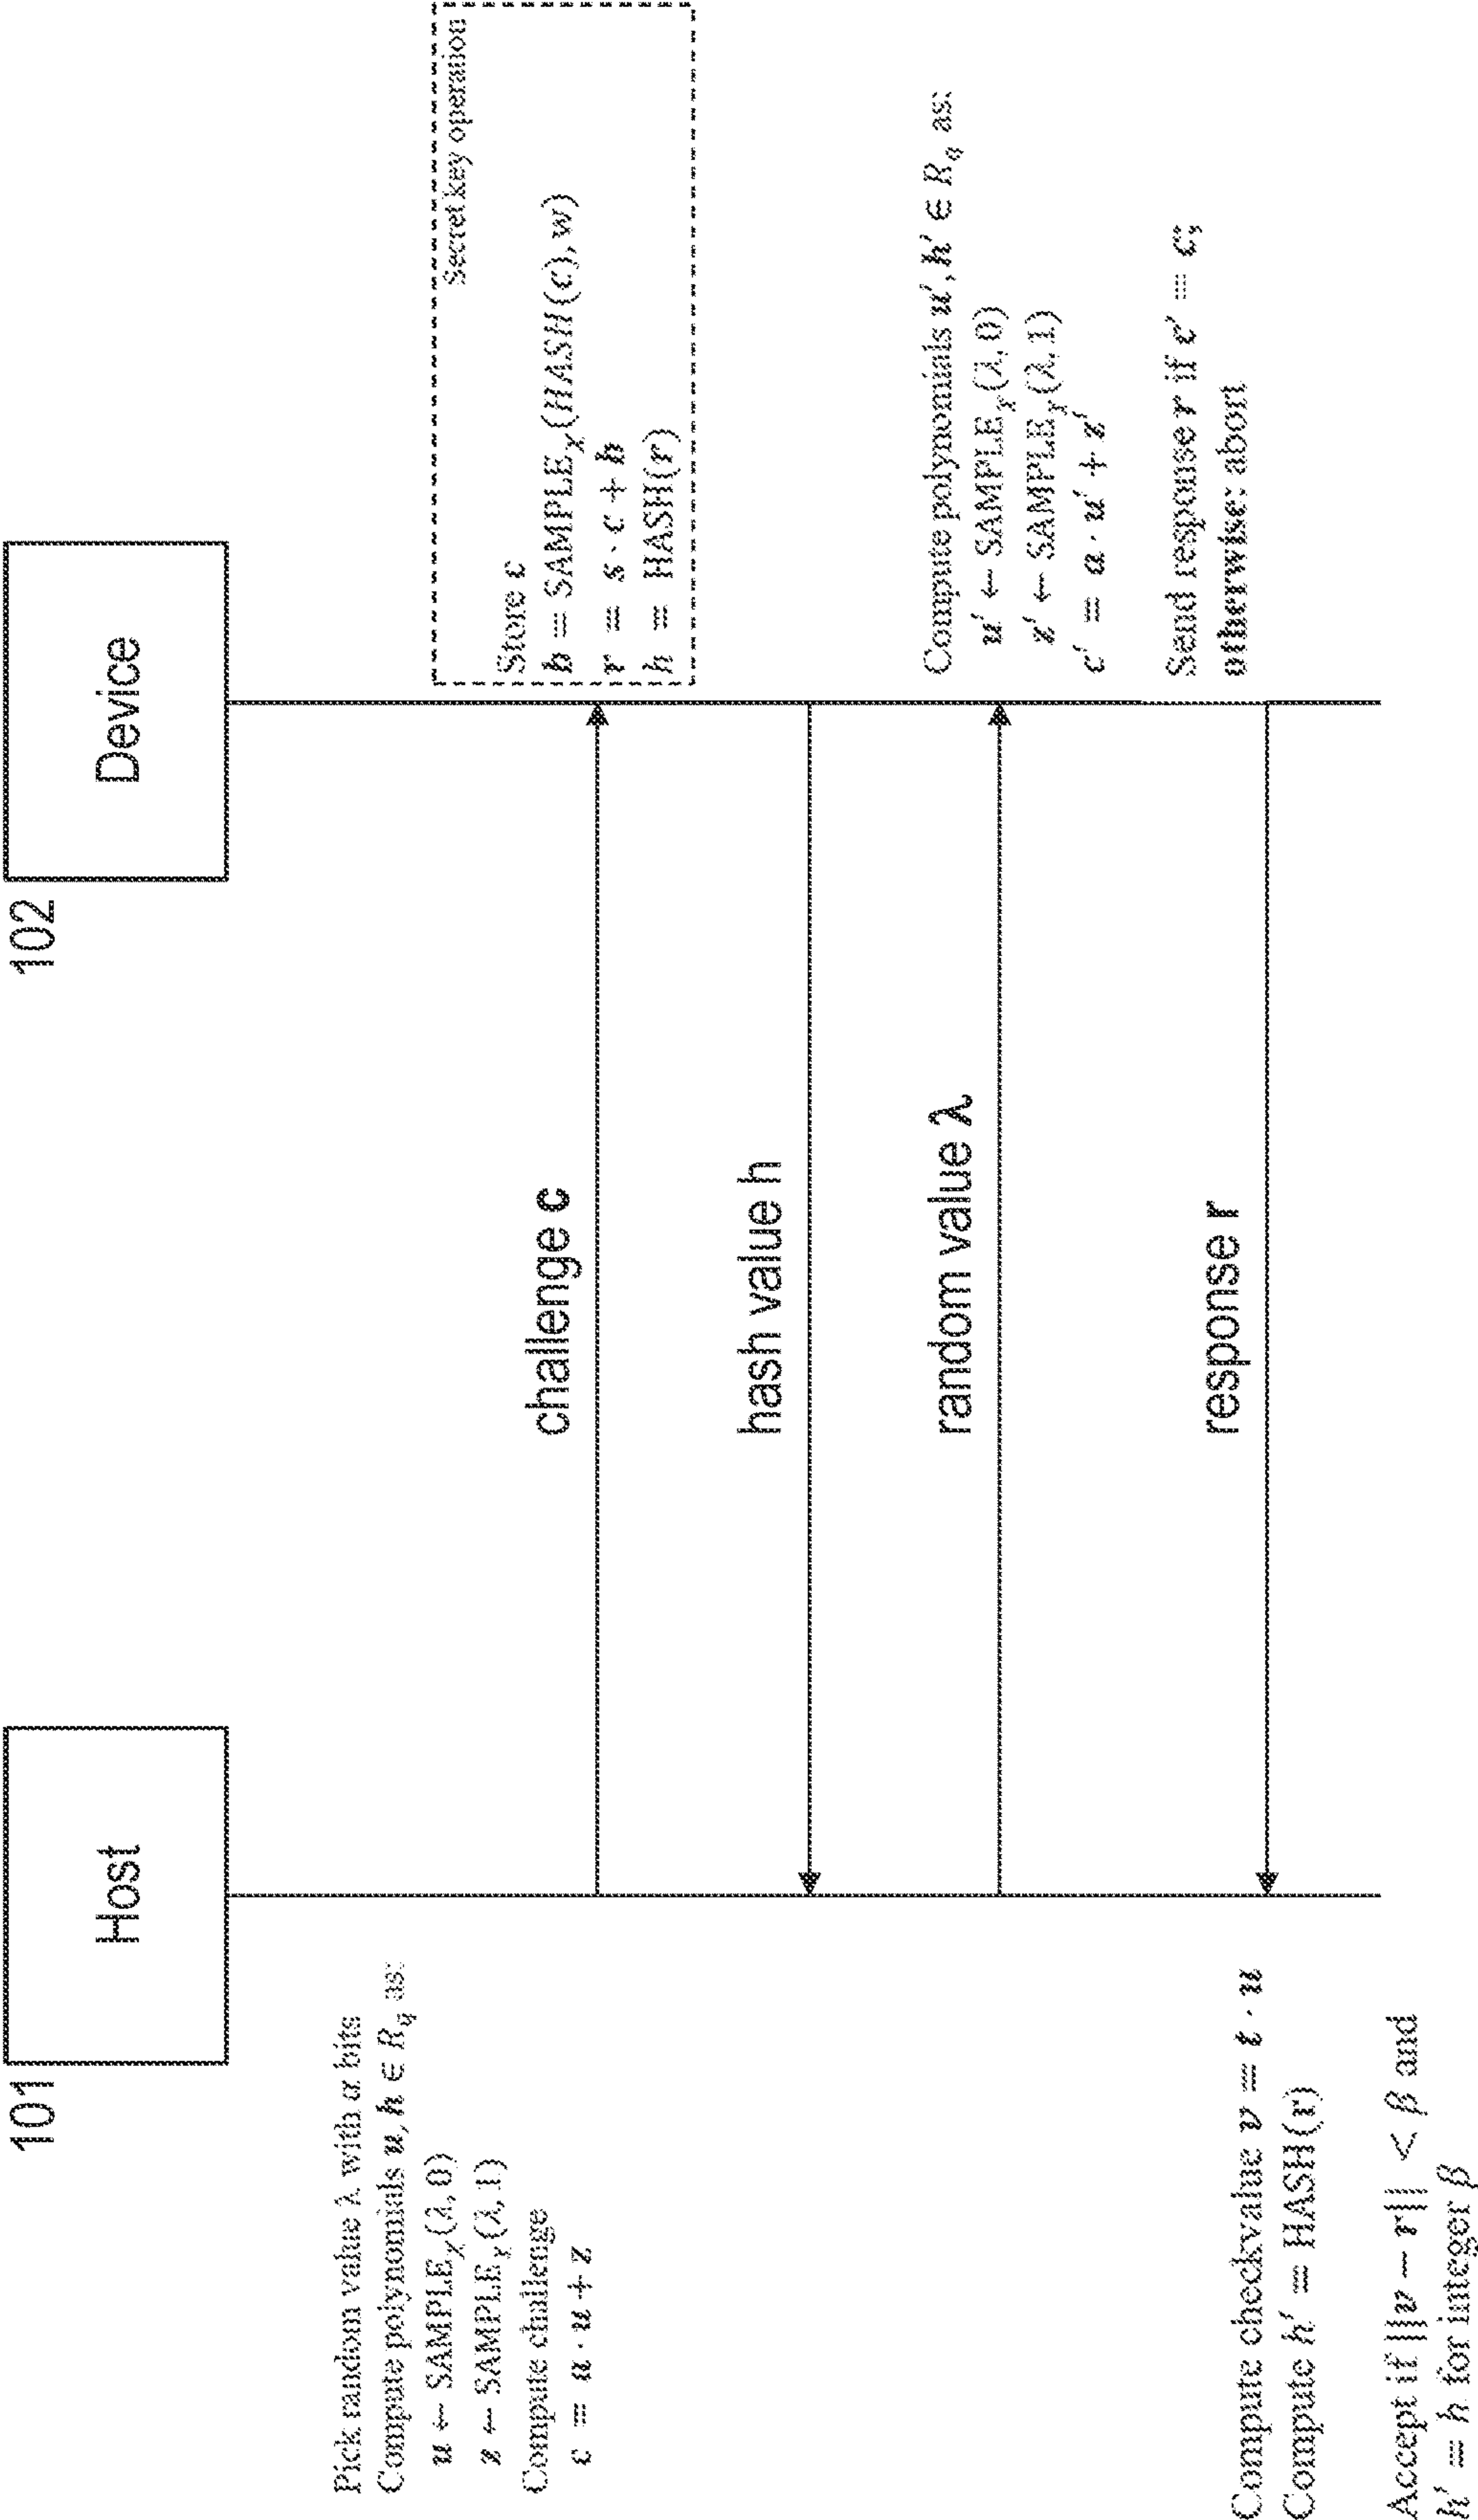 101
Host
102
Device
Pick random value λ with α bits
Compute polynomials u, h ∈ R_q as:
u ← SAMPLE_χ(λ, 0)
z ← SAMPLE_χ(λ, 1)
Compute challenge
c = a · u + z
challenge c
Secret key operation
Store c
b = SAMPLE_χ(HASH(c), w)
r = s · c + b
h = HASH(r)
hash value h
random value λ
Compute polynomials u′, h′ ∈ R_q as:
u′ ← SAMPLE_χ(λ, 0)
z′ ← SAMPLE_χ(λ, 1)
c′ = a · u′ + z′
Send response r if c′ = c;
otherwise: abort
response r
Compute checkvalue v = t · u
Compute h′ = HASH(r)
Accept if ||v − r|| < β and
h′ = h for integer β